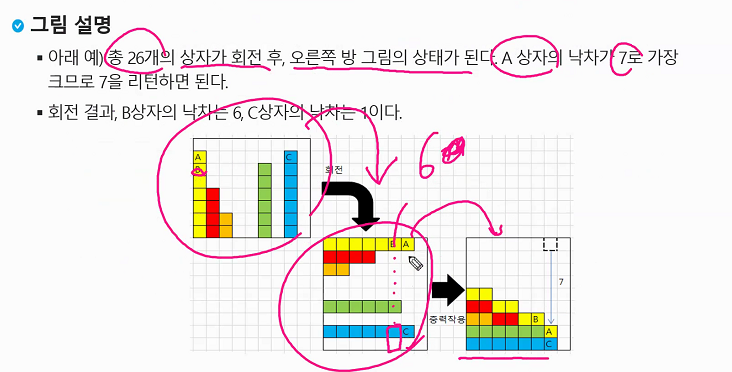 그림 설명
아래 예) 총 26개의 상자가 회전 후, 오른쪽 방 그림의 상태가 된다. A 상자의 낙차가 7로 가장
크므로 7을 리턴하면 된다.
회전 결과, B상자의 낙차는 6, C상자의 낙차는 1이다.
A C
B
회전
6
B A
7
중력작용
B
A
C C